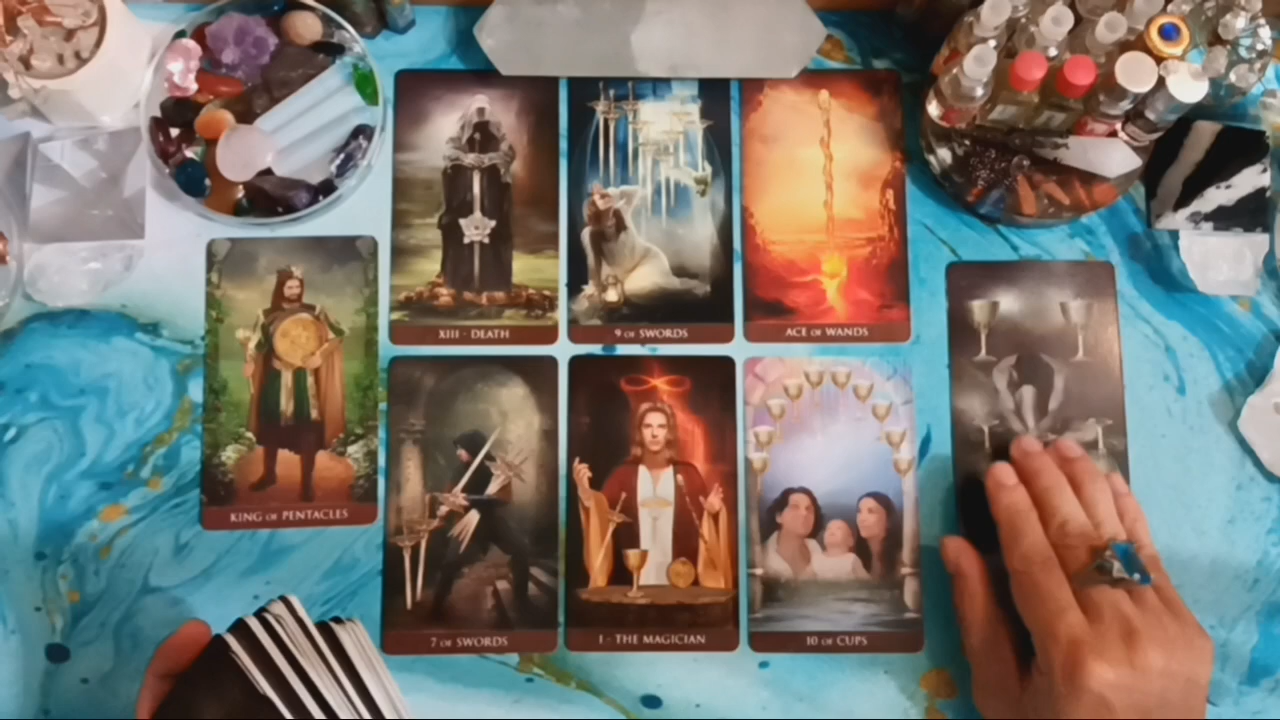 XIII · DEATH
9 OF SWORDS
ACE OF WANDS
KING OF PENTACLES
7 OF SWORDS
I · THE MAGICIAN
10 OF CUPS